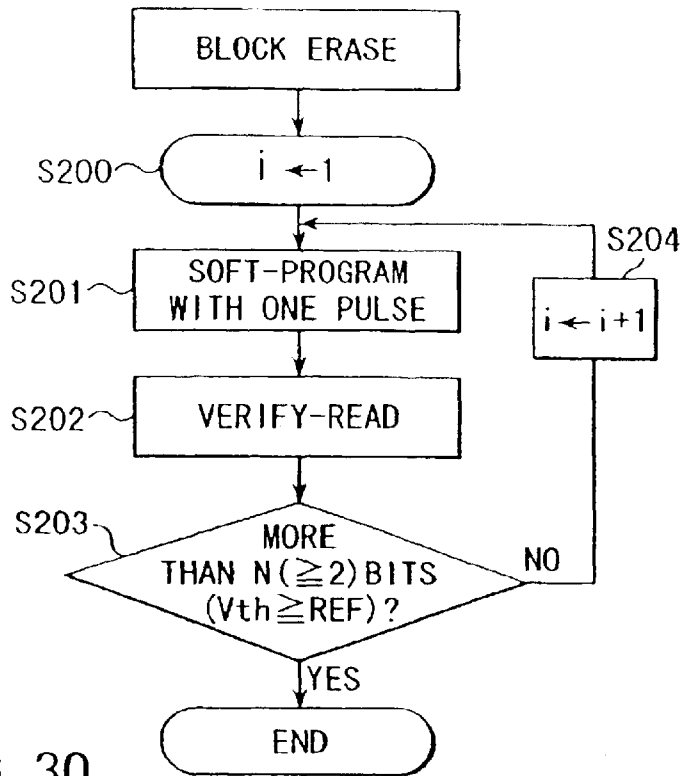 BLOCK ERASE
S200
i ← 1
S204
S201
SOFT-PROGRAM
WITH ONE PULSE
i ← i+1
S202
VERIFY-READ
S203
MORE
THAN N(≧2)BITS
(Vth≧REF)?
NO
YES
END
30